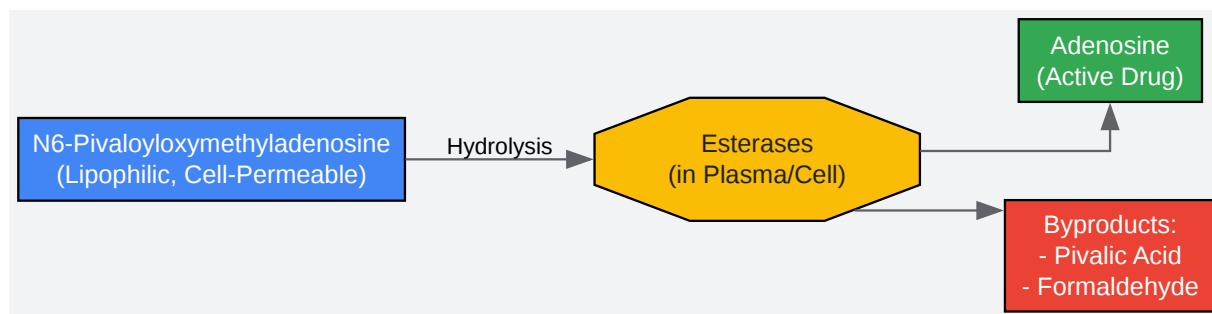 N6-Pivaloyloxymethyladenosine
(Lipophilic, Cell-Permeable)
Hydrolysis
Esterases
(in Plasma/Cell)
Adenosine
(Active Drug)
Byproducts:
- Pivalic Acid
- Formaldehyde